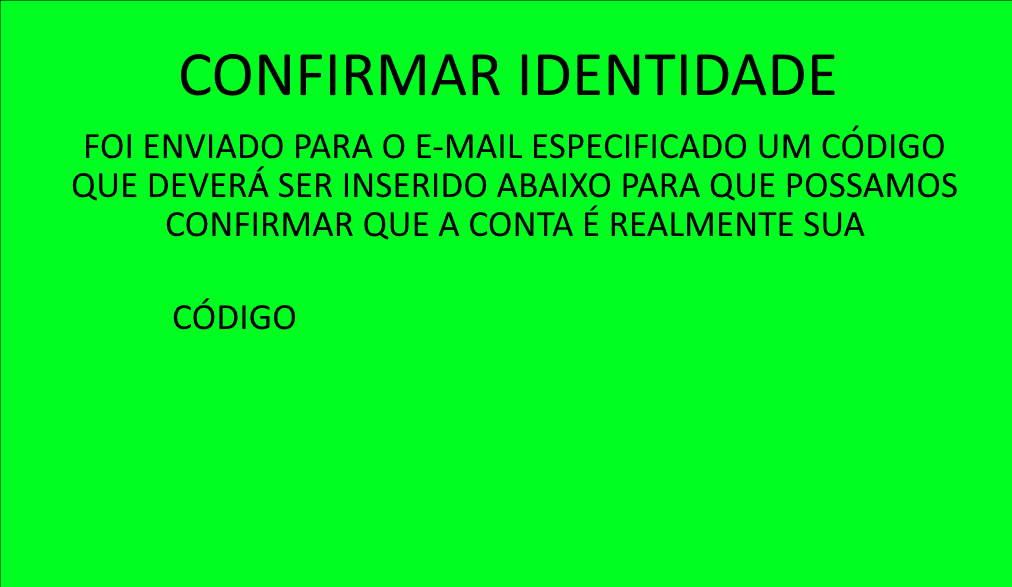 CONFIRMAR IDENTIDADE
FOI ENVIADO PARA O E-MAIL ESPECIFICADO UM CÓDIGO
QUE DEVERÁ SER INSERIDO ABAIXO PARA QUE POSSAMOS
CONFIRMAR QUE A CONTA É REALMENTE SUA
CÓDIGO